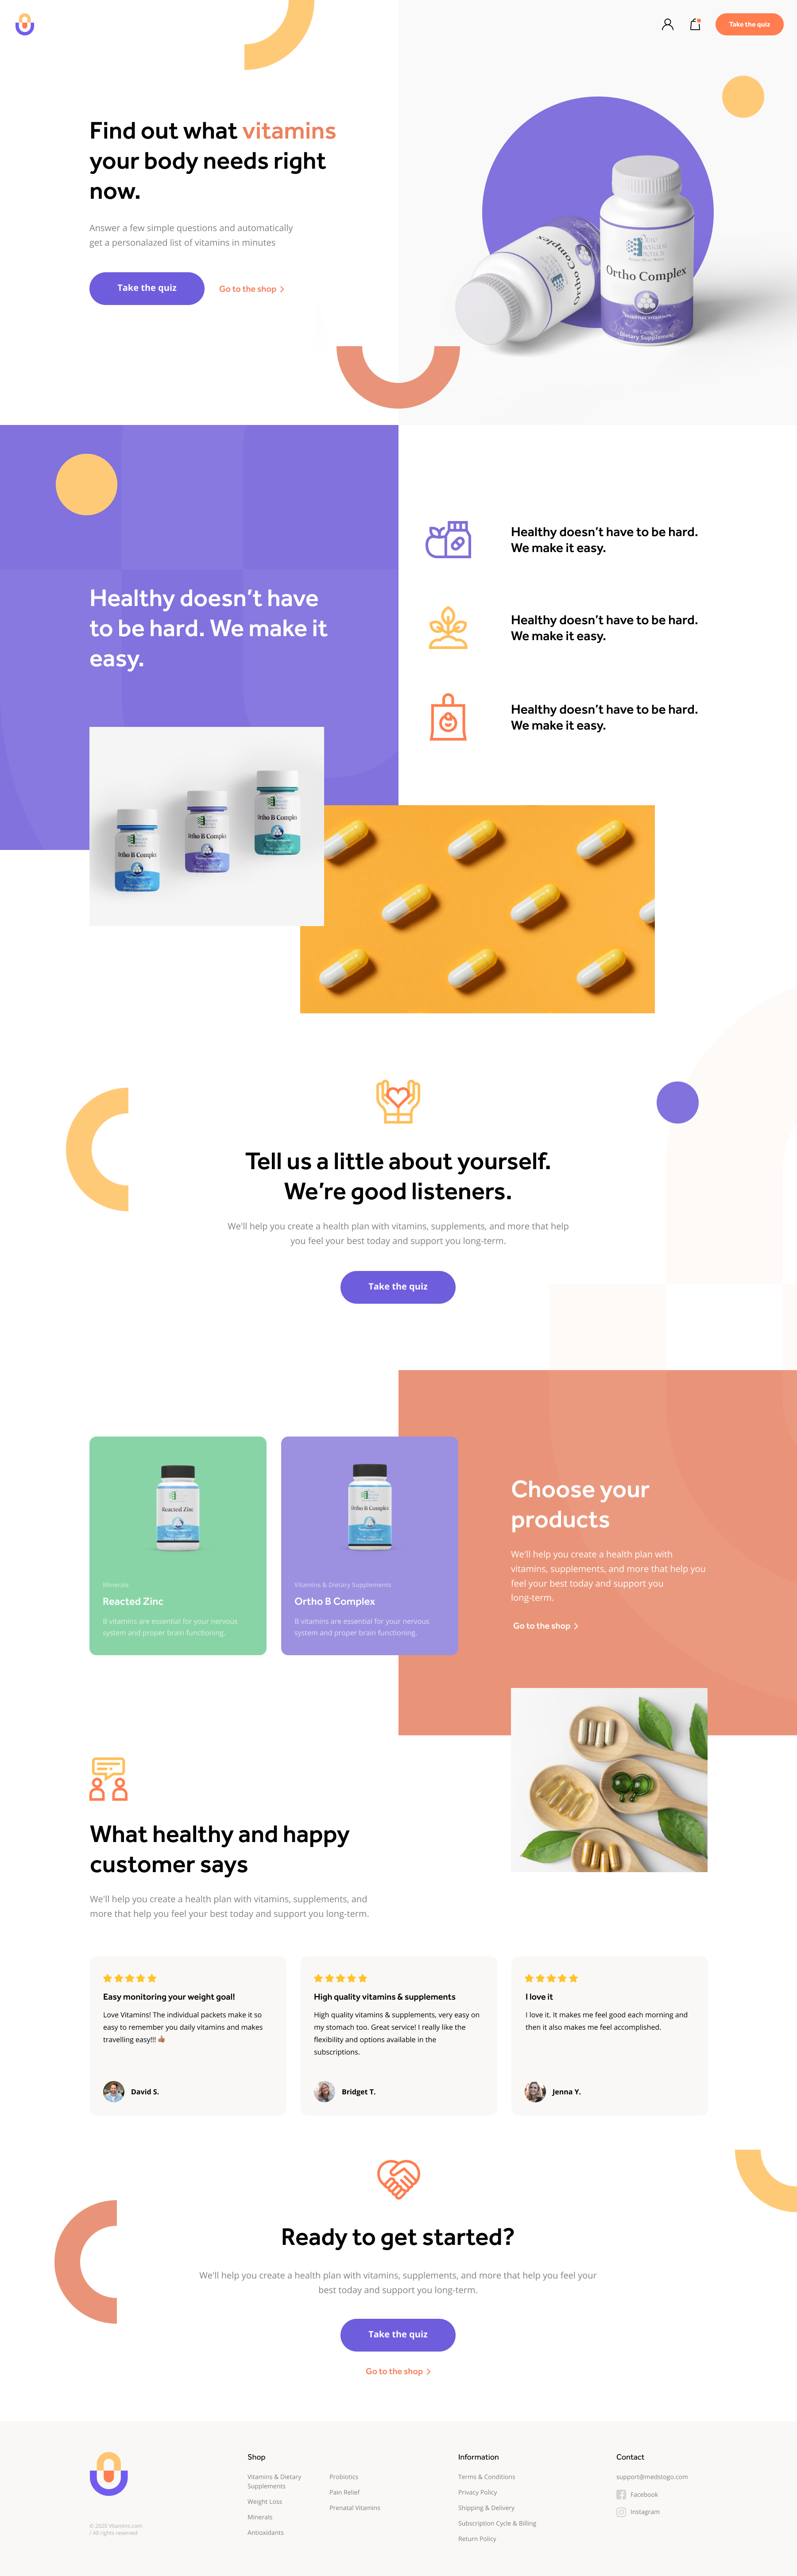 Take the quiz
Find out what vitamins
your body needs right
now.
Answer a few simple questions and automatically
get a personalazed list of vitamins in minutes
Take the quiz
Go to the shop
Ortho Complex
Complex
Ortho
90 Capsules
Dietary Supplement
Healthy doesn’t have
to be hard. We make it
easy.
Healthy doesn’t have to be hard.
We make it easy.
Healthy doesn’t have to be hard.
We make it easy.
Healthy doesn’t have to be hard.
We make it easy.
Ortho B Complex
Ortho B Complex
Ortho B Complex
Tell us a little about yourself.
We’re good listeners.
We'll help you create a health plan with vitamins, supplements, and more that help
you feel your best today and support you long-term.
Take the quiz
Reacted Zinc
Minerals
Reacted Zinc
B vitamins are essential for your nervous
system and proper brain functioning.
Ortho B Complex
Vitamins & Dietary Supplements
Ortho B Complex
B vitamins are essential for your nervous
system and proper brain functioning.
Choose your
products
We'll help you create a health plan with
vitamins, supplements, and more that help you
feel your best today and support you
long-term.
Go to the shop
What healthy and happy
customer says
We'll help you create a health plan with vitamins, supplements, and
more that help you feel your best today and support you long-term.
Easy monitoring your weight goal!
Love Vitamins! The individual packets make it so
easy to remember you daily vitamins and makes
travelling easy!!! 👍🏽
David S.
High quality vitamins & supplements
High quality vitamins & supplements, very easy on
my stomach too. Great service! I really like the
flexibility and options available in the
subscriptions.
Bridget T.
I love it
I love it. It makes me feel good each morning and
then it also makes me feel accomplished.
Jenna Y.
Ready to get started?
We'll help you create a health plan with vitamins, supplements, and more that help you feel your
best today and support you long-term.
Take the quiz
Go to the shop
© 2020 Vitamins.com
/ All rights reserved
Shop
Vitamins & Dietary
Supplements
Weight Loss
Minerals
Antioxidants
Probiotics
Pain Relief
Prenatal Vitamins
Information
Terms & Conditions
Privacy Policy
Shipping & Delivery
Subscription Cycle & Billing
Return Policy
Contact
support@medstogo.com
Facebook
Instagram